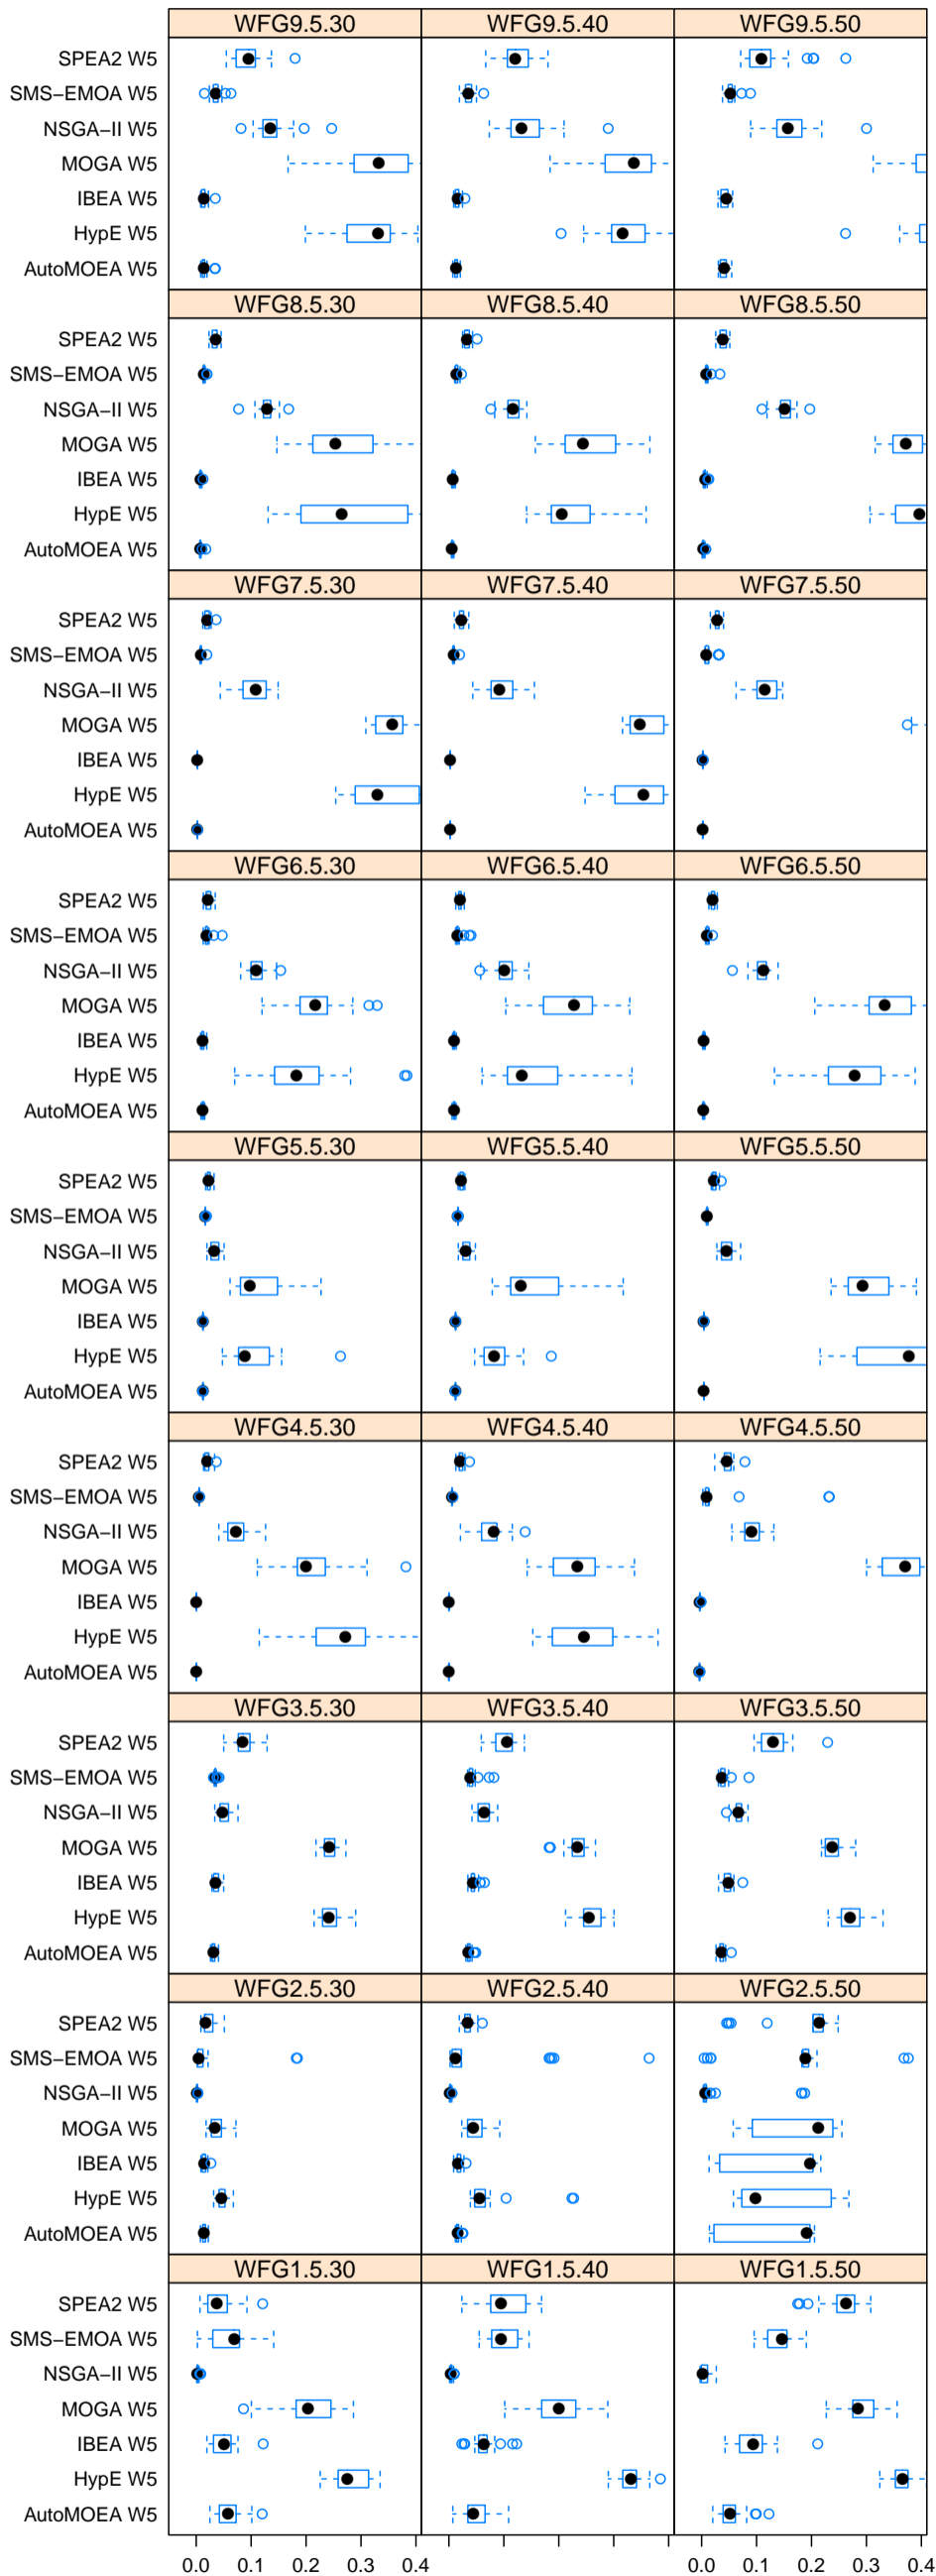 WFG9.5.30 WFG9.5.40 WFG9.5.50
SPEA2 W5
SMS−EMOA W5
NSGA−II W5
MOGA W5
IBEA W5
HypE W5
AutoMOEA W5
WFG8.5.30 WFG8.5.40 WFG8.5.50
SPEA2 W5
SMS−EMOA W5
NSGA−II W5
MOGA W5
IBEA W5
HypE W5
AutoMOEA W5
WFG7.5.30 WFG7.5.40 WFG7.5.50
SPEA2 W5
SMS−EMOA W5
NSGA−II W5
MOGA W5
IBEA W5
HypE W5
AutoMOEA W5
WFG6.5.30 WFG6.5.40 WFG6.5.50
SPEA2 W5
SMS−EMOA W5
NSGA−II W5
MOGA W5
IBEA W5
HypE W5
AutoMOEA W5
WFG5.5.30 WFG5.5.40 WFG5.5.50
SPEA2 W5
SMS−EMOA W5
NSGA−II W5
MOGA W5
IBEA W5
HypE W5
AutoMOEA W5
WFG4.5.30 WFG4.5.40 WFG4.5.50
SPEA2 W5
SMS−EMOA W5
NSGA−II W5
MOGA W5
IBEA W5
HypE W5
AutoMOEA W5
WFG3.5.30 WFG3.5.40 WFG3.5.50
SPEA2 W5
SMS−EMOA W5
NSGA−II W5
MOGA W5
IBEA W5
HypE W5
AutoMOEA W5
WFG2.5.30 WFG2.5.40 WFG2.5.50
SPEA2 W5
SMS−EMOA W5
NSGA−II W5
MOGA W5
IBEA W5
HypE W5
AutoMOEA W5
WFG1.5.30 WFG1.5.40 WFG1.5.50
SPEA2 W5
SMS−EMOA W5
NSGA−II W5
MOGA W5
IBEA W5
HypE W5
AutoMOEA W5
0.0 0.1 0.2 0.3 0.4 0.0 0.1 0.2 0.3 0.4